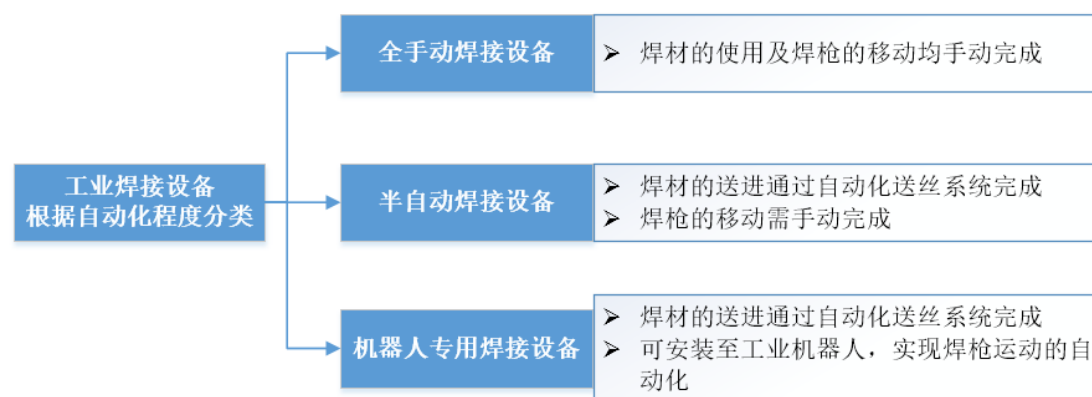 全手动焊接设备
➢ 焊材的使用及焊枪的移动均手动完成
工业焊接设备
根据自动化程度分类
半自动焊接设备
➢ 焊材的送进通过自动化送丝系统完成
➢ 焊枪的移动需手动完成
机器人专用焊接设备
➢ 焊材的送进通过自动化送丝系统完成
➢ 可安装至工业机器人，实现焊枪运动的自
动化